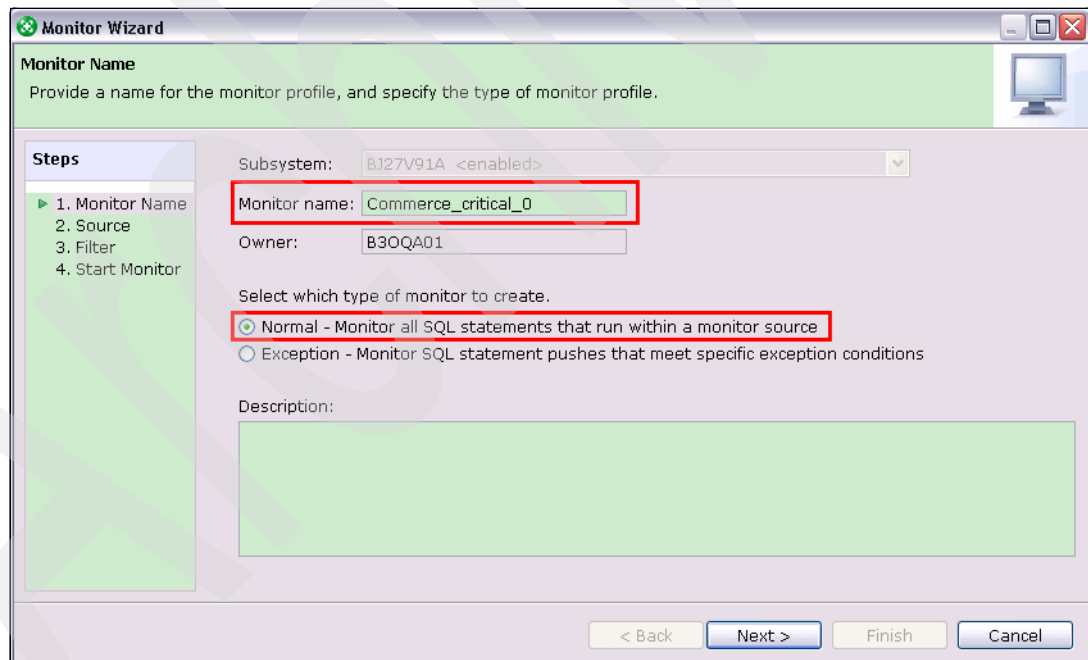 Monitor Wizard
Monitor Name
Provide a name for the monitor profile, and specify the type of monitor profile.
Steps
1. Monitor Name
2. Source
3. Filter
4. Start Monitor
Subsystem: BJ27V91A <enabled>
Monitor name: Commerce_critical_0
Owner: B3OQA01
Select which type of monitor to create.
Normal - Monitor all SQL statements that run within a monitor source
Exception - Monitor SQL statement pushes that meet specific exception conditions
Description:
< Back Next > Finish Cancel